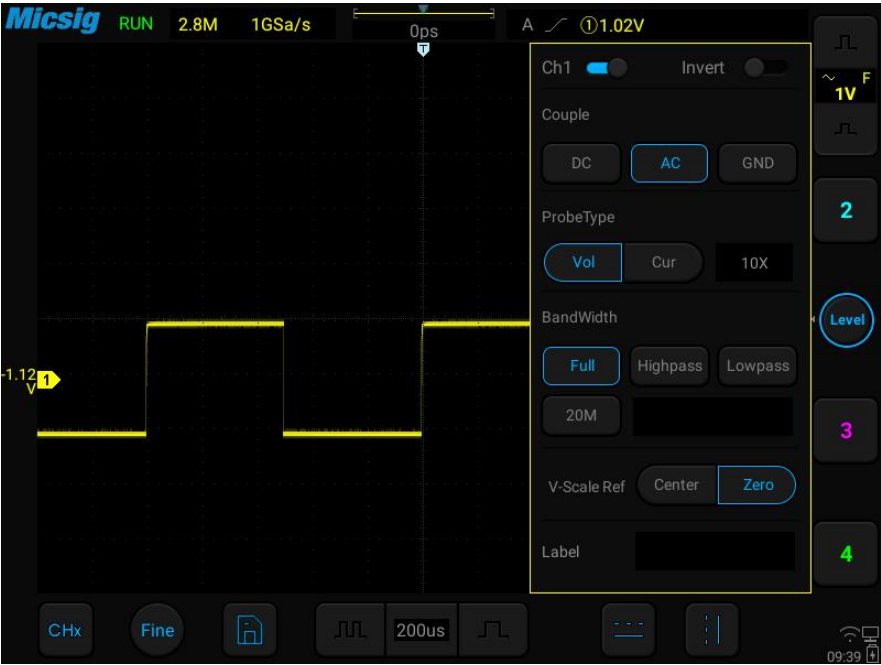 Micsig RUN 2.8M 1GSa/s 0ps A ①1.02V
T
Ch1 Invert
~ F
1V
Couple
DC AC GND
2
ProbeType
Vol Cur 10X
BandWidth
Level
Full Highpass Lowpass
-1.12
V
1
20M
3
V-Scale Ref Center Zero
Label
4
CHx Fine 200us
09:39